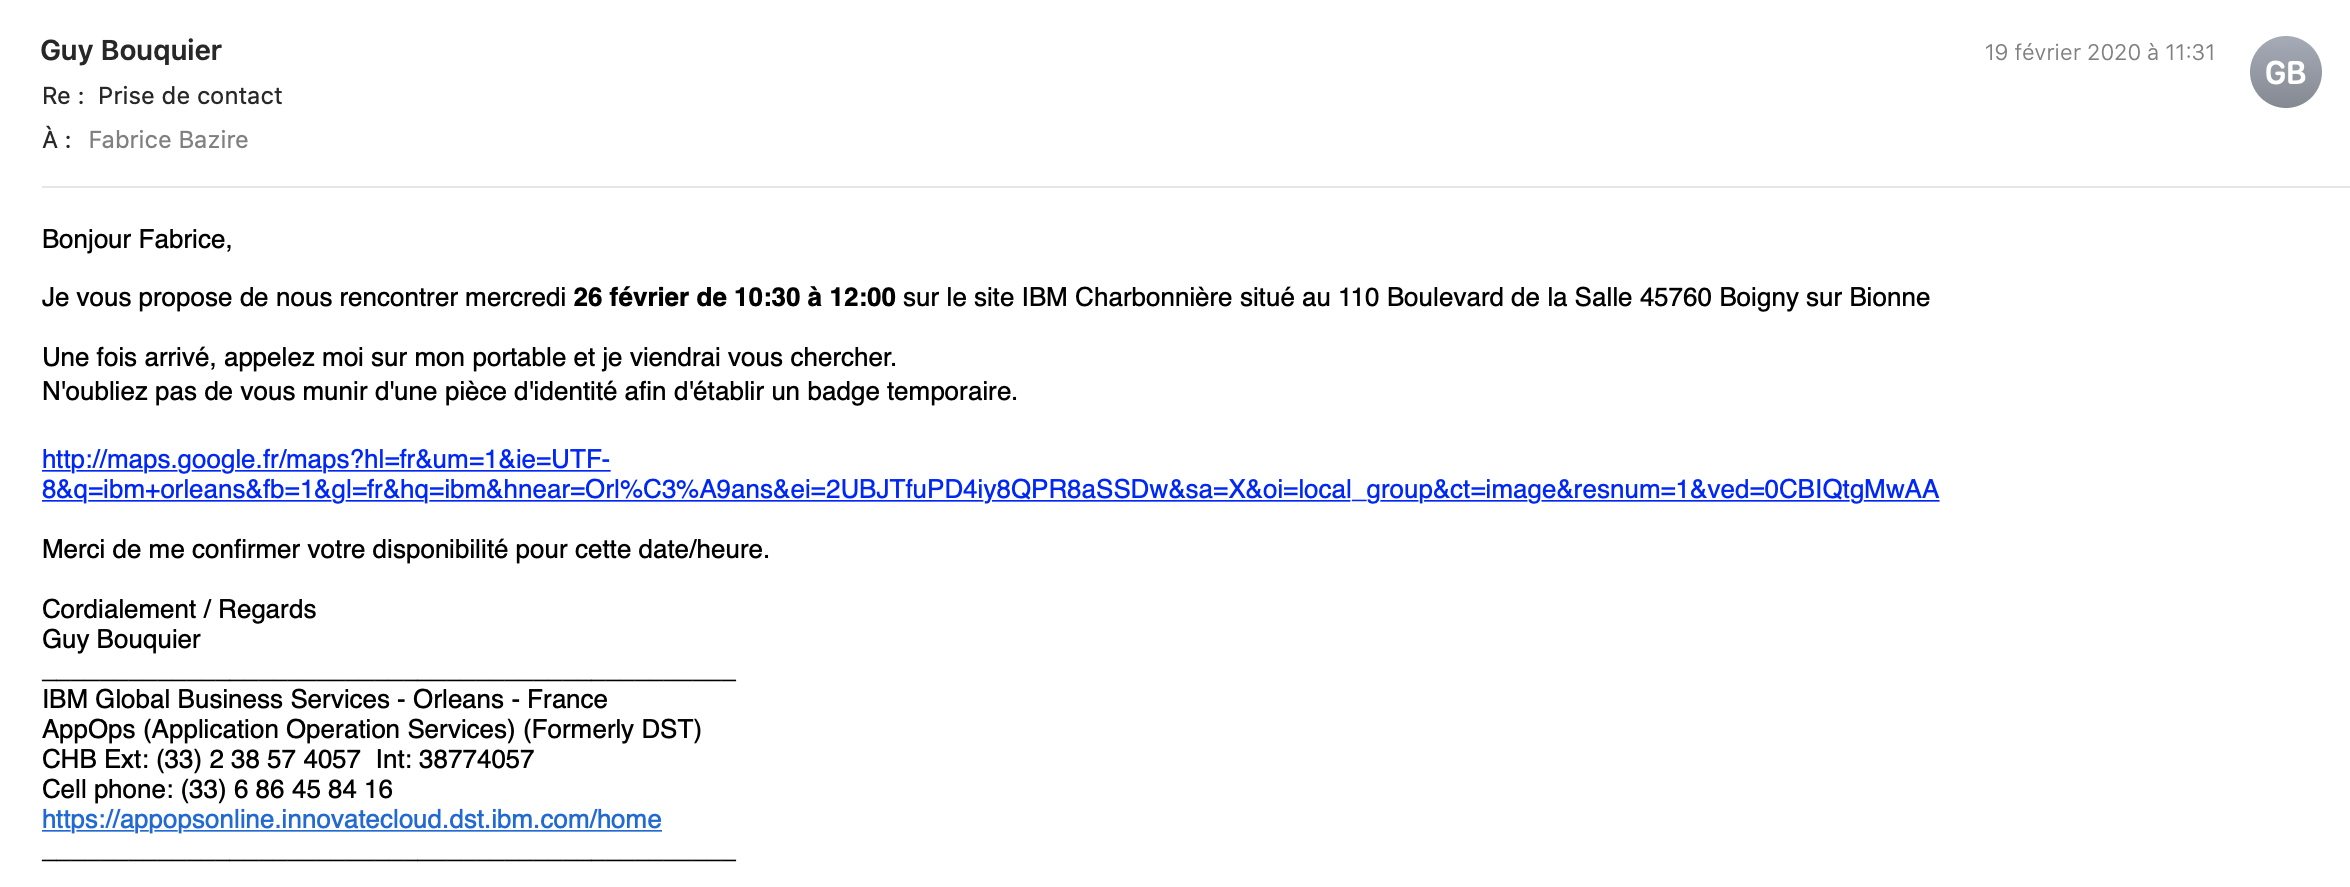 Guy Bouquier
19 février 2020 à 11:31
GB
Re : Prise de contact
À : Fabrice Bazire
Bonjour Fabrice,
Je vous propose de nous rencontrer mercredi 26 février de 10:30 à 12:00 sur le site IBM Charbonnière situé au 110 Boulevard de la Salle 45760 Boigny sur Bionne
Une fois arrivé, appelez moi sur mon portable et je viendrai vous chercher.
N'oubliez pas de vous munir d'une pièce d'identité afin d'établir un badge temporaire.
http://maps.google.fr/maps?hl=fr&um=1&ie=UTF-
8&q=ibm+orleans&fb=1&gl=fr&hq=ibm&hnear=Orl%C3%A9ans&ei=2UBJTfuPD4iy8QPR8aSSDw&sa=X&oi=local_group&ct=image&resnum=1&ved=0CBIQtgMwAA
Merci de me confirmer votre disponibilité pour cette date/heure.
Cordialement / Regards
Guy Bouquier
IBM Global Business Services - Orleans - France
AppOps (Application Operation Services) (Formerly DST)
CHB Ext: (33) 2 38 57 4057 Int: 38774057
Cell phone: (33) 6 86 45 84 16
https://appopsonline.innovatecloud.dst.ibm.com/home